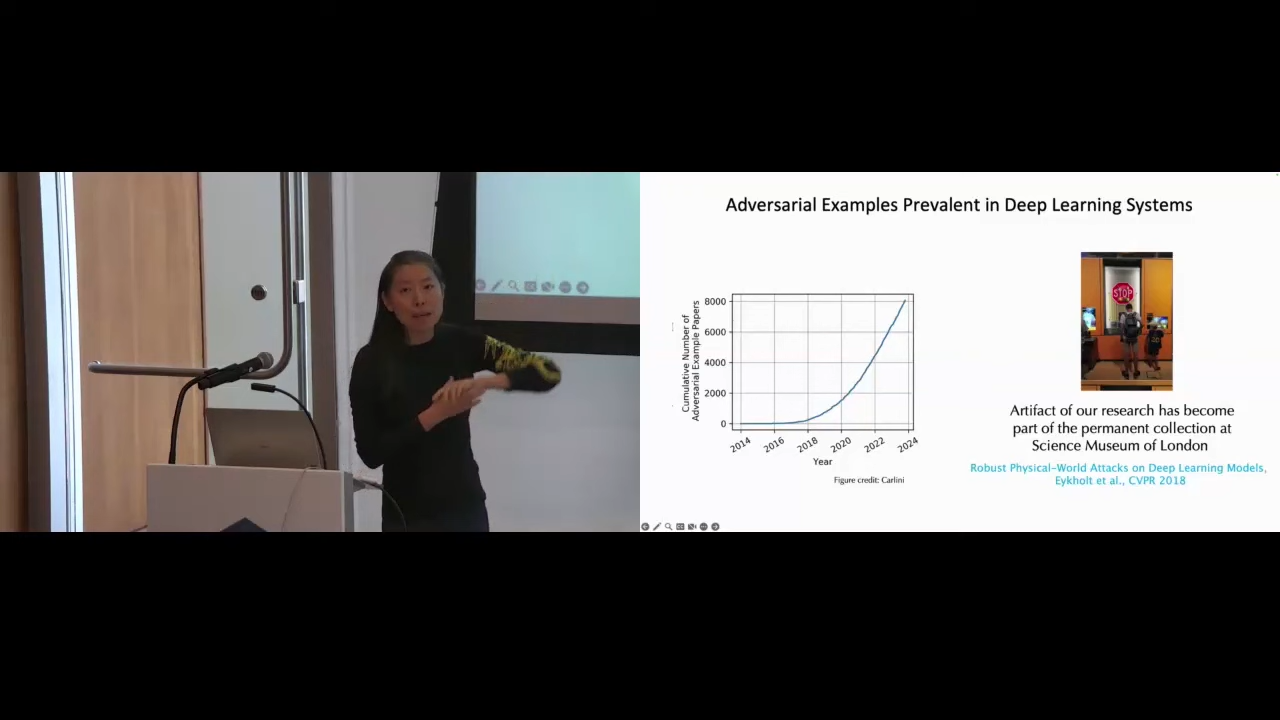 Adversarial Examples Prevalent in Deep Learning Systems
Cumulative Number of
Adversarial Example Papers
8000
6000
4000
2000
0
2014
2016
2018
2020
2022
2024
Year
Figure credit: Carlini
STOP
Artifact of our research has become
part of the permanent collection at
Science Museum of London
Robust Physical-World Attacks on Deep Learning Models,
Eykholt et al., CVPR 2018